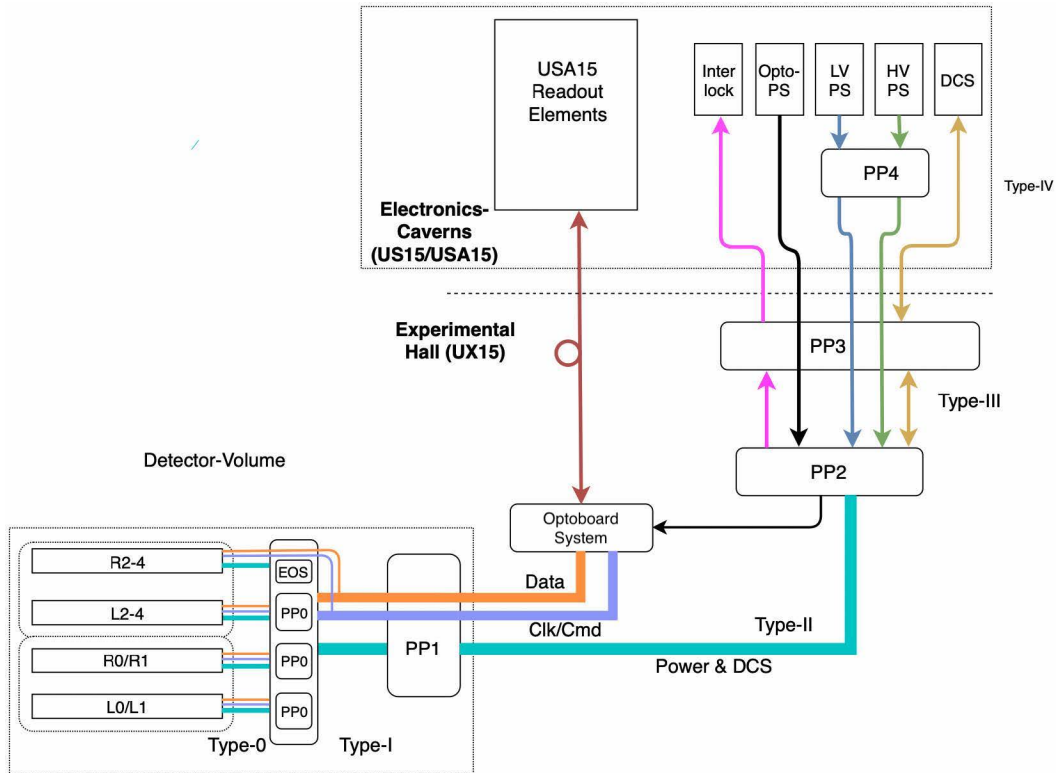 USA15
Readout
Elements
Inter
lock
Opto-
PS
LV
PS
HV
PS
DCS
PP4
Type-IV
Electronics-
Caverns
(US15/USA15)
Experimental
Hall (UX15)
PP3
Type-III
Detector-Volume
PP2
Optoboard
System
R2-4
EOS
Data
L2-4
PP0
Clk/Cmd
Type-II
PP1
R0/R1
PP0
Power & DCS
L0/L1
PP0
Type-0
Type-I